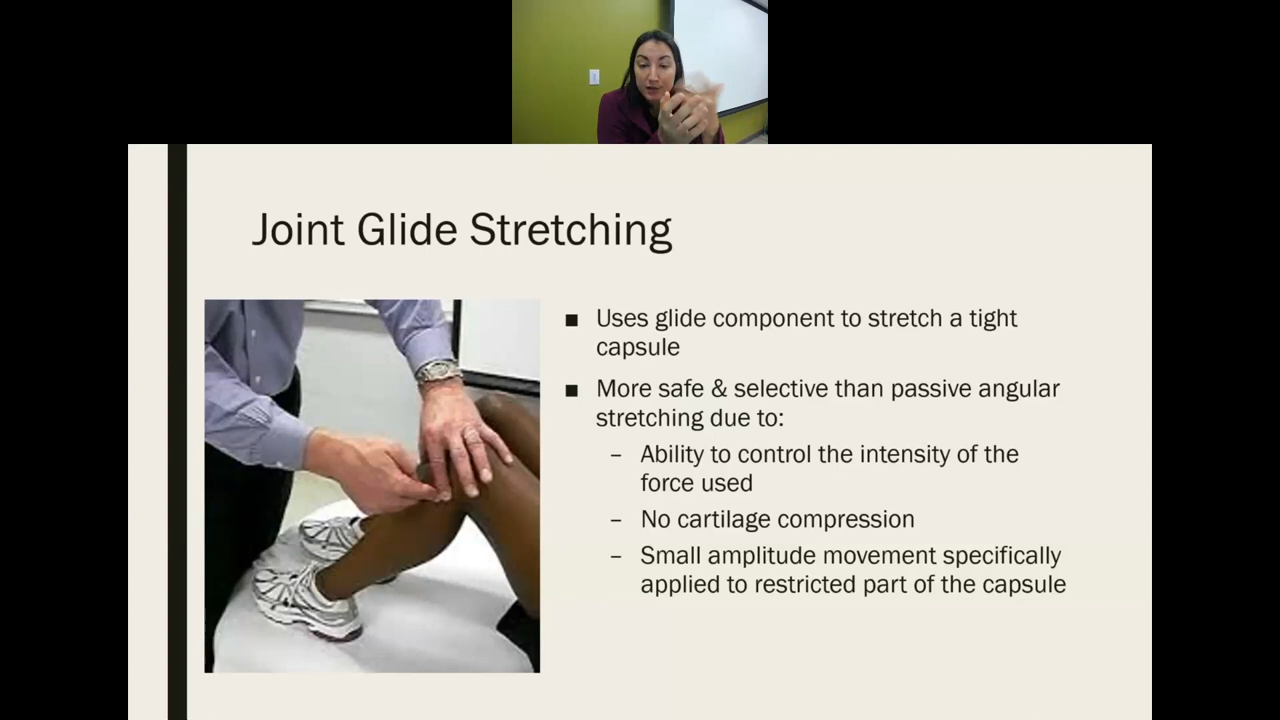 Joint Glide Stretching
■ Uses glide component to stretch a tight
capsule
■ More safe & selective than passive angular
stretching due to:
– Ability to control the intensity of the
force used
– No cartilage compression
– Small amplitude movement specifically
applied to restricted part of the capsule